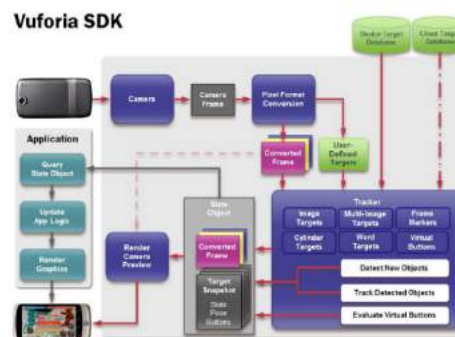 Vuforia SDK
Device Target
Database
Cloud Target
Database
Camera
Camera
Frame
Pixel Format
Conversion
Application
Query
State Object
Update
App Logic
Render
Graphics
Converted
Frame
User-
Defined
Targets
State
Object
Render
Camera
Preview
Converted
Frame
Target
Snapshot
State
Pose
Buttons
Tracker
Image
Targets
Multi-Image
Targets
Frame
Markers
Cylinder
Targets
Word
Targets
Virtual
Buttons
Detect New Objects
Track Detected Objects
Evaluate Virtual Buttons